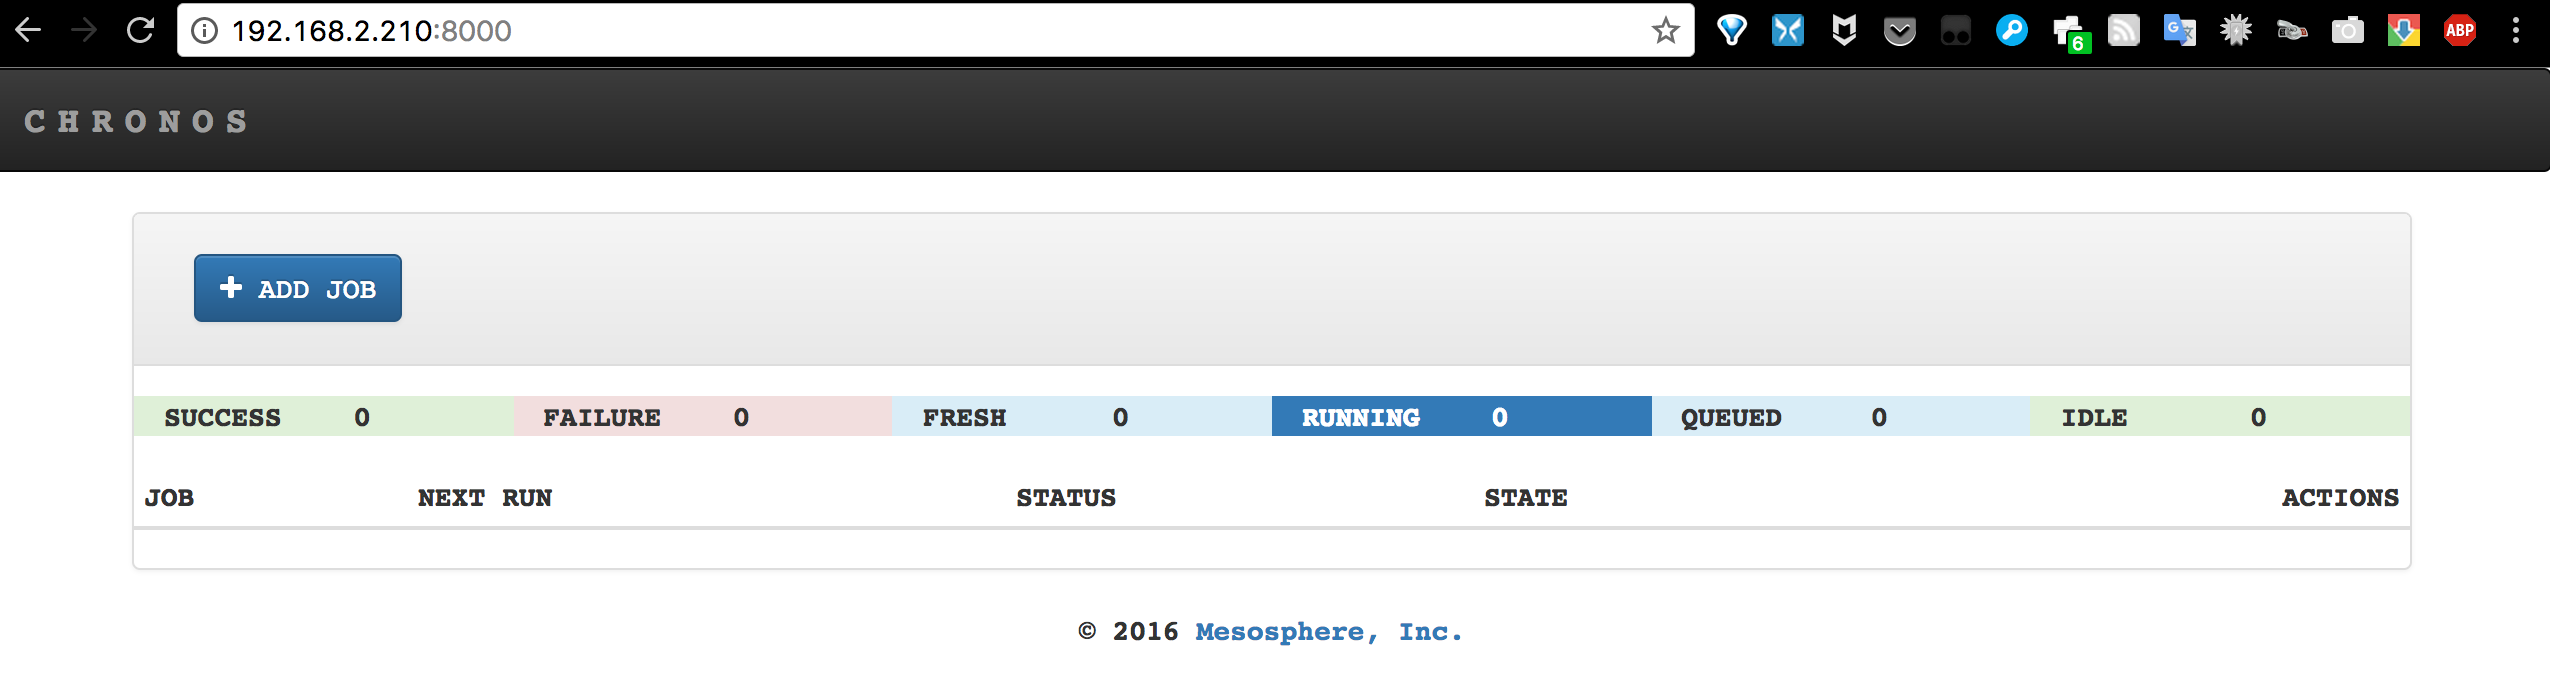 192.168.2.210:8000
6
ABP
CHRONOS
ADD JOB
SUCCESS 0 FAILURE 0 FRESH 0 RUNNING 0 QUEUED 0 IDLE 0
JOB NEXT RUN STATUS STATE ACTIONS
© 2016 Mesosphere, Inc.